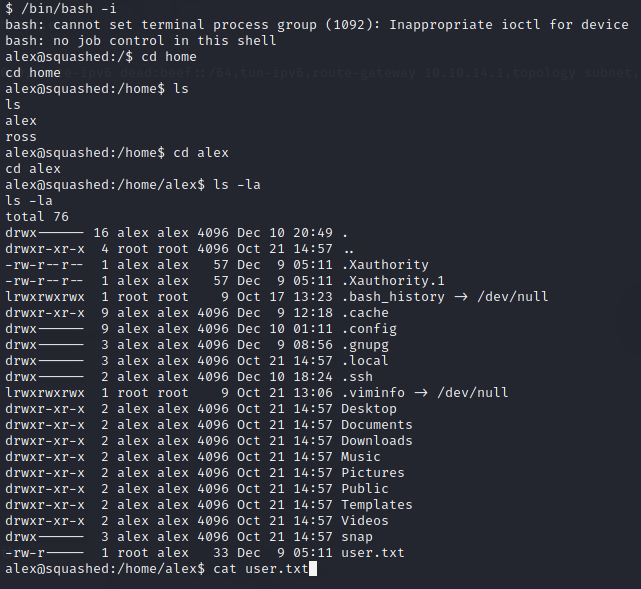 $ /bin/bash -i
bash: cannot set terminal process group (1092): Inappropriate ioctl for device
bash: no job control in this shell
alex@squashed:/$ cd home
cd home
alex@squashed:/home$ ls
ls
alex
ross
alex@squashed:/home$ cd alex
cd alex
alex@squashed:/home/alex$ ls -la
ls -la
total 76
drwx------ 16 alex alex 4096 Dec 10 20:49 .
drwxr-xr-x  4 root root 4096 Oct 21 14:57 ..
-rw-r--r--  1 alex alex   57 Dec  9 05:11 .Xauthority
-rw-r--r--  1 alex alex   57 Dec  9 05:11 .Xauthority.1
lrwxrwxrwx  1 root root    9 Oct 17 13:23 .bash_history -> /dev/null
drwxr-xr-x  9 alex alex 4096 Dec  9 12:18 .cache
drwx------  9 alex alex 4096 Dec 10 01:11 .config
drwx------  3 alex alex 4096 Dec  9 08:56 .gnupg
drwx------  3 alex alex 4096 Oct 21 14:57 .local
drwx------  2 alex alex 4096 Dec 10 18:24 .ssh
lrwxrwxrwx  1 root root    9 Oct 21 13:06 .viminfo -> /dev/null
drwxr-xr-x  2 alex alex 4096 Oct 21 14:57 Desktop
drwxr-xr-x  2 alex alex 4096 Oct 21 14:57 Documents
drwxr-xr-x  2 alex alex 4096 Oct 21 14:57 Downloads
drwxr-xr-x  2 alex alex 4096 Oct 21 14:57 Music
drwxr-xr-x  2 alex alex 4096 Oct 21 14:57 Pictures
drwxr-xr-x  2 alex alex 4096 Oct 21 14:57 Public
drwxr-xr-x  2 alex alex 4096 Oct 21 14:57 Templates
drwxr-xr-x  2 alex alex 4096 Oct 21 14:57 Videos
drwx------  3 alex alex 4096 Oct 21 14:57 snap
-rw-r-----  1 root alex   33 Dec  9 05:11 user.txt
alex@squashed:/home/alex$ cat user.txt